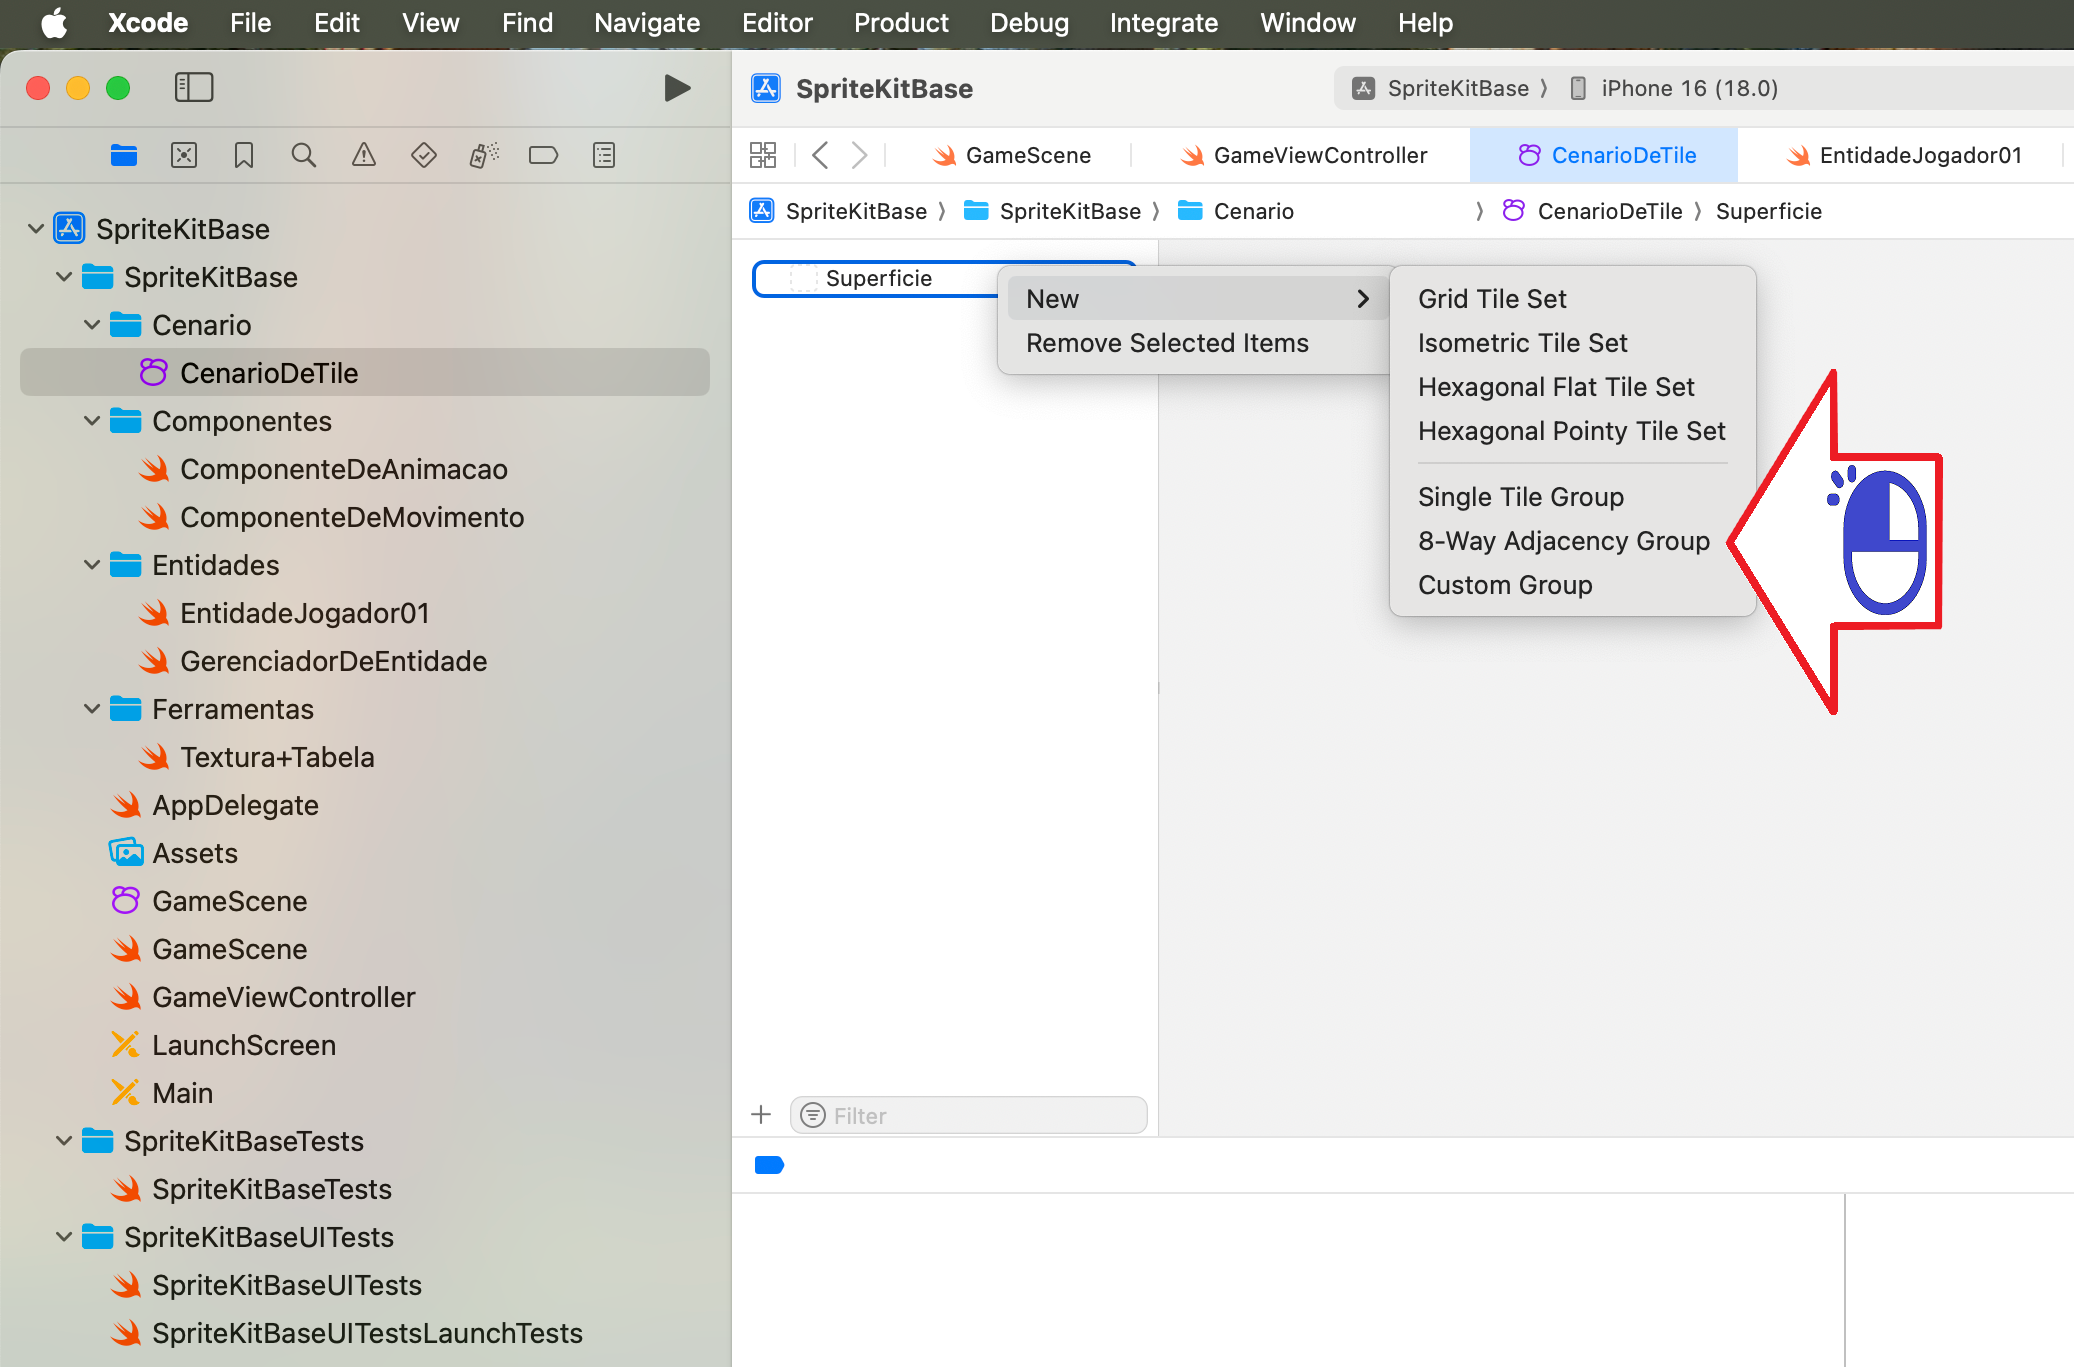 Xcode File Edit View Find Navigate Editor Product Debug Integrate Window Help
SpriteKitBase
SpriteKitBase iPhone 16 (18.0)
GameScene GameViewController CenarioDeTile EntidadeJogador01
SpriteKitBase SpriteKitBase Cenario CenarioDeTile Superficie
SpriteKitBase
SpriteKitBase
Cenario
CenarioDeTile
Componentes
ComponenteDeAnimacao
ComponenteDeMovimento
Entidades
EntidadeJogador01
GerenciadorDeEntidade
Ferramentas
Textura+Tabela
AppDelegate
Assets
GameScene
GameScene
GameViewController
LaunchScreen
Main
SpriteKitBaseTests
SpriteKitBaseTests
SpriteKitBaseUITests
SpriteKitBaseUITests
SpriteKitBaseUITestsLaunchTests
Superficie
New
Remove Selected Items
Grid Tile Set
Isometric Tile Set
Hexagonal Flat Tile Set
Hexagonal Pointy Tile Set
Single Tile Group
8-Way Adjacency Group
Custom Group
Filter